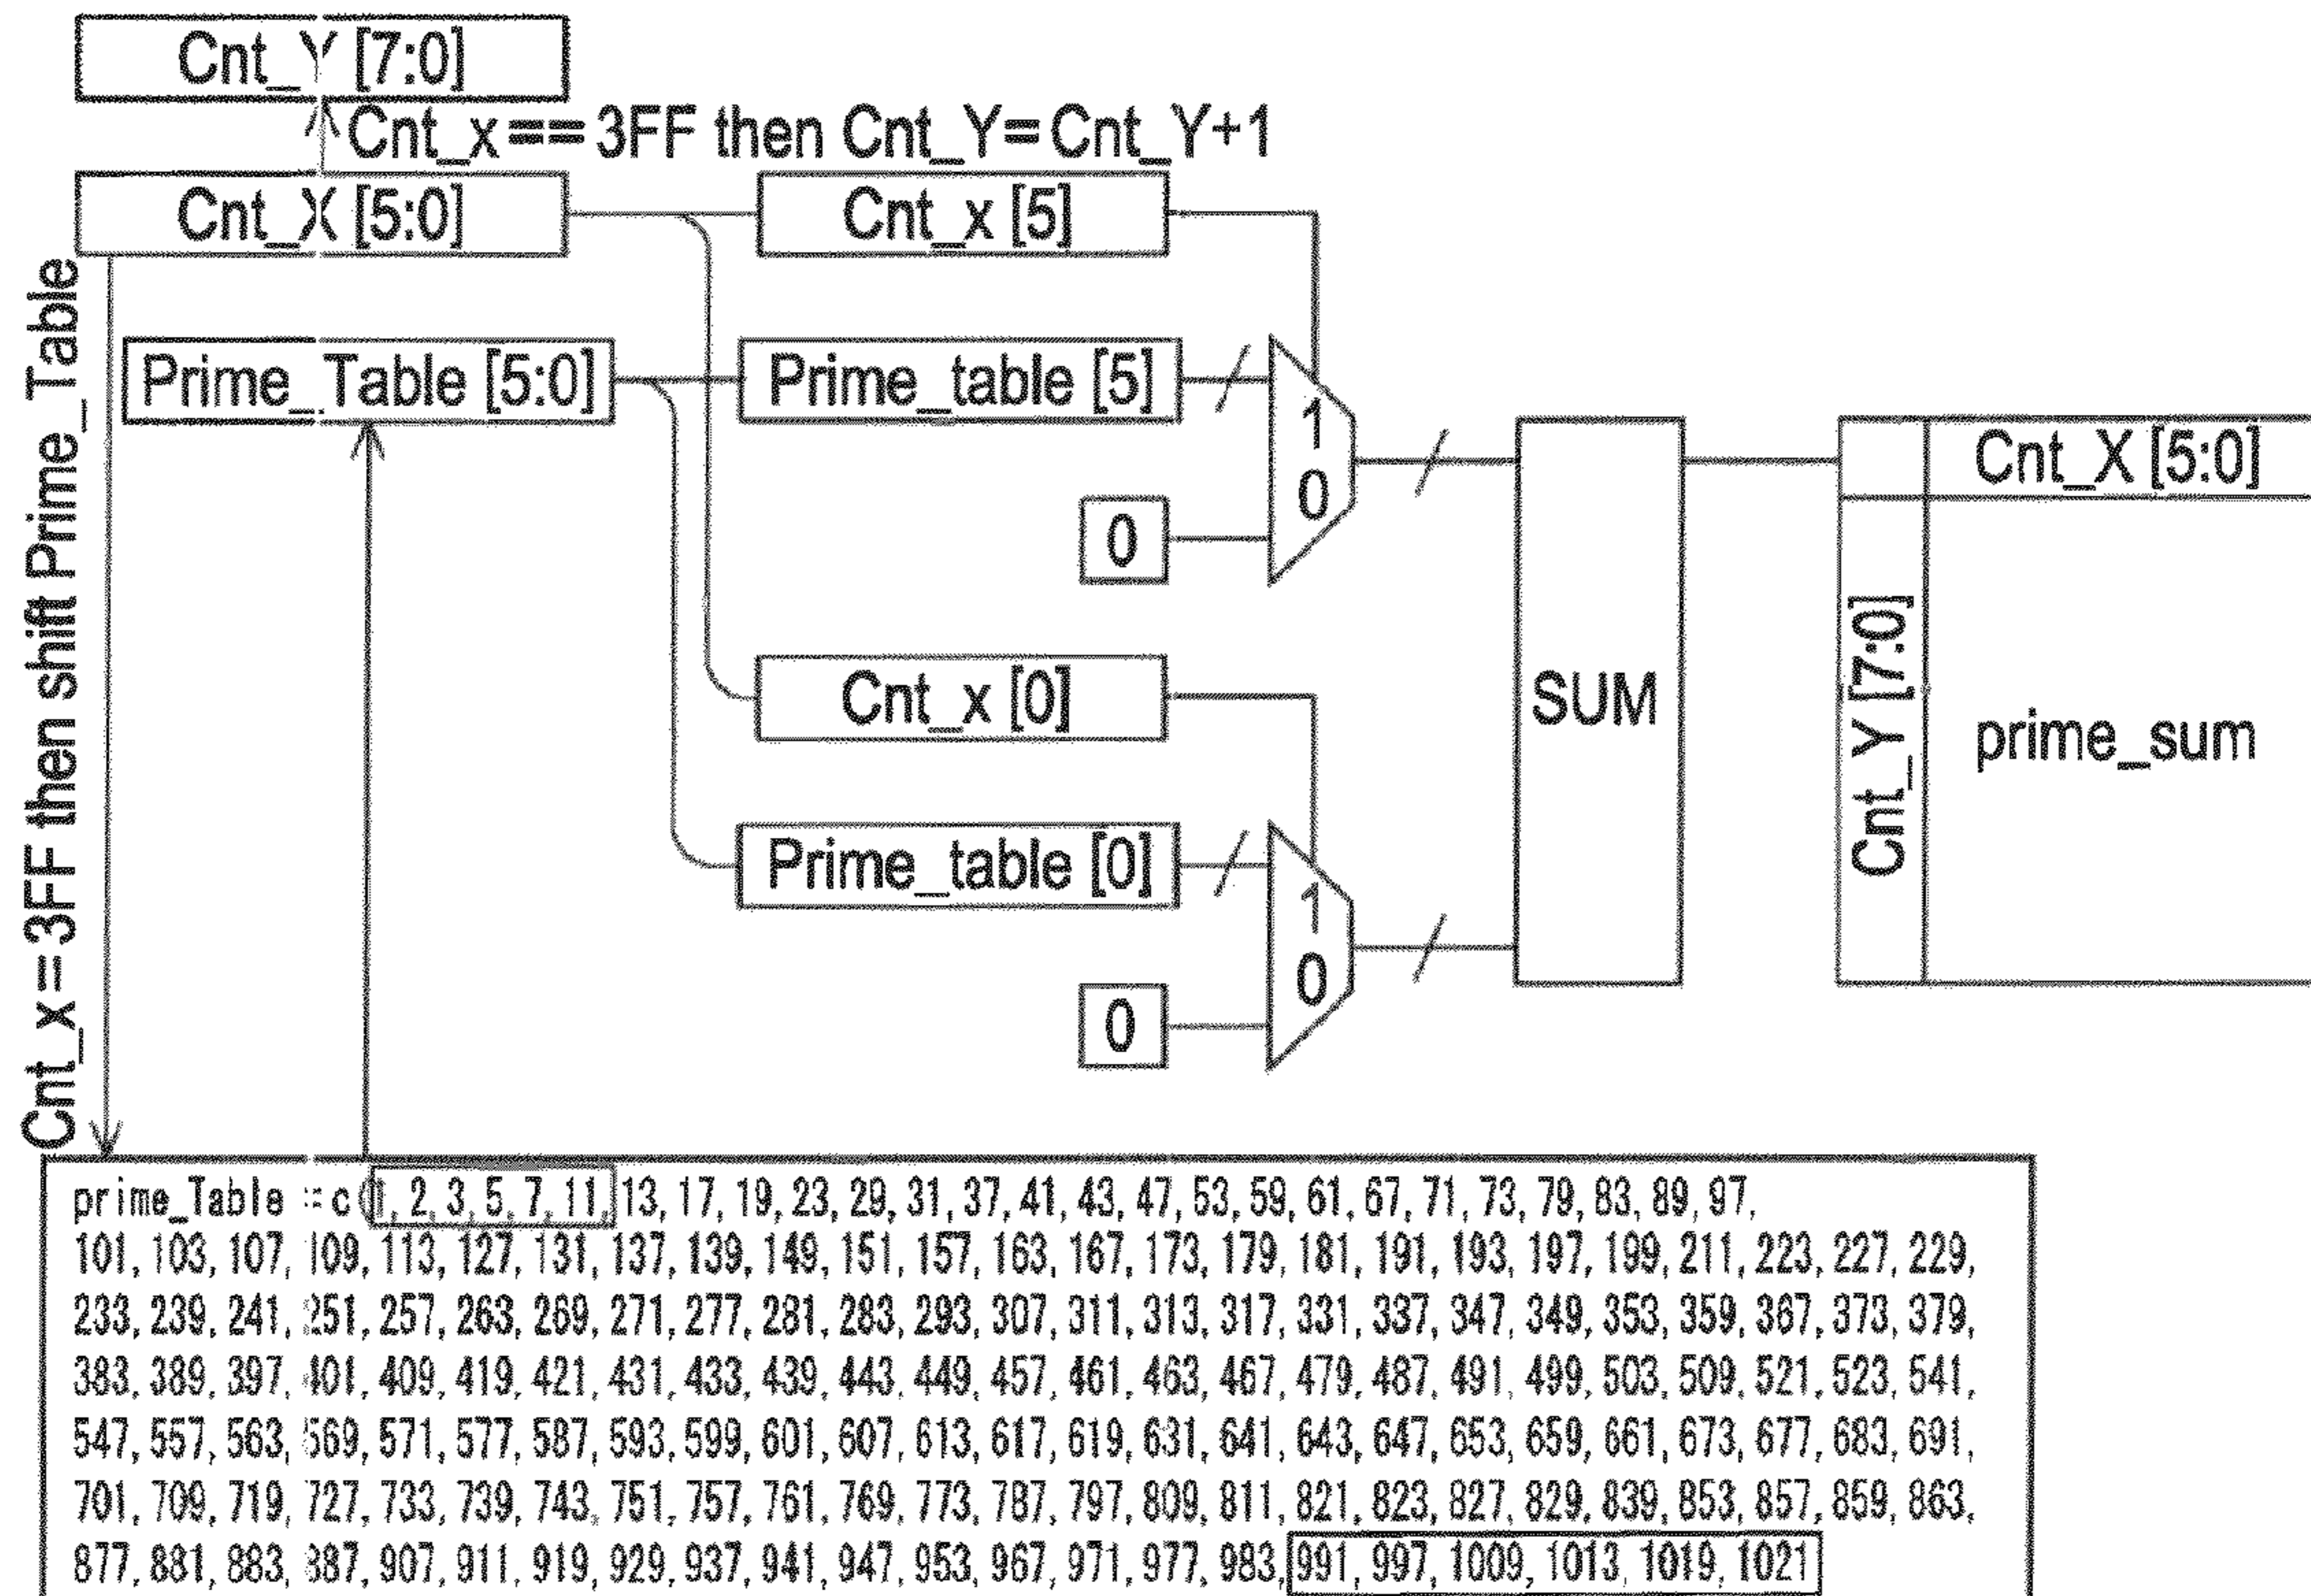 Cnt_Y [7:0]
Cnt_x == 3FF then Cnt_Y=Cnt_Y+1
Cnt_X [5:0]
Cnt_x [5]
Cnt_x=3FF then shift Prime_Table
Prime_Table [5:0]
Prime_table [5]
1
0
0
Cnt_x [0]
Prime_table [0]
1
0
0
SUM
Cnt_X [5:0]
Cnt_Y [7:0]
prime_sum
prime_Table =c(1, 2, 3, 5, 7, 11, 13, 17, 19, 23, 29, 31, 37, 41, 43, 47, 53, 59, 61, 67, 71, 73, 79, 83, 89, 97,
101, 103, 107, 109, 113, 127, 131, 137, 139, 149, 151, 157, 163, 167, 173, 179, 181, 191, 193, 197, 199, 211, 223, 227, 229,
233, 239, 241, 251, 257, 263, 269, 271, 277, 281, 283, 293, 307, 311, 313, 317, 331, 337, 347, 349, 353, 359, 367, 373, 379,
383, 389, 397, 401, 409, 419, 421, 431, 433, 439, 443, 449, 457, 461, 463, 467, 479, 487, 491, 499, 503, 509, 521, 523, 541,
547, 557, 563, 569, 571, 577, 587, 593, 599, 601, 607, 613, 617, 619, 631, 641, 643, 647, 653, 659, 661, 673, 677, 683, 691,
701, 709, 719, 727, 733, 739, 743, 751, 757, 761, 769, 773, 787, 797, 809, 811, 821, 823, 827, 829, 839, 853, 857, 859, 863,
877, 881, 883, 887, 907, 911, 919, 929, 937, 941, 947, 953, 967, 971, 977, 983, 991, 997, 1009, 1013, 1019, 1021